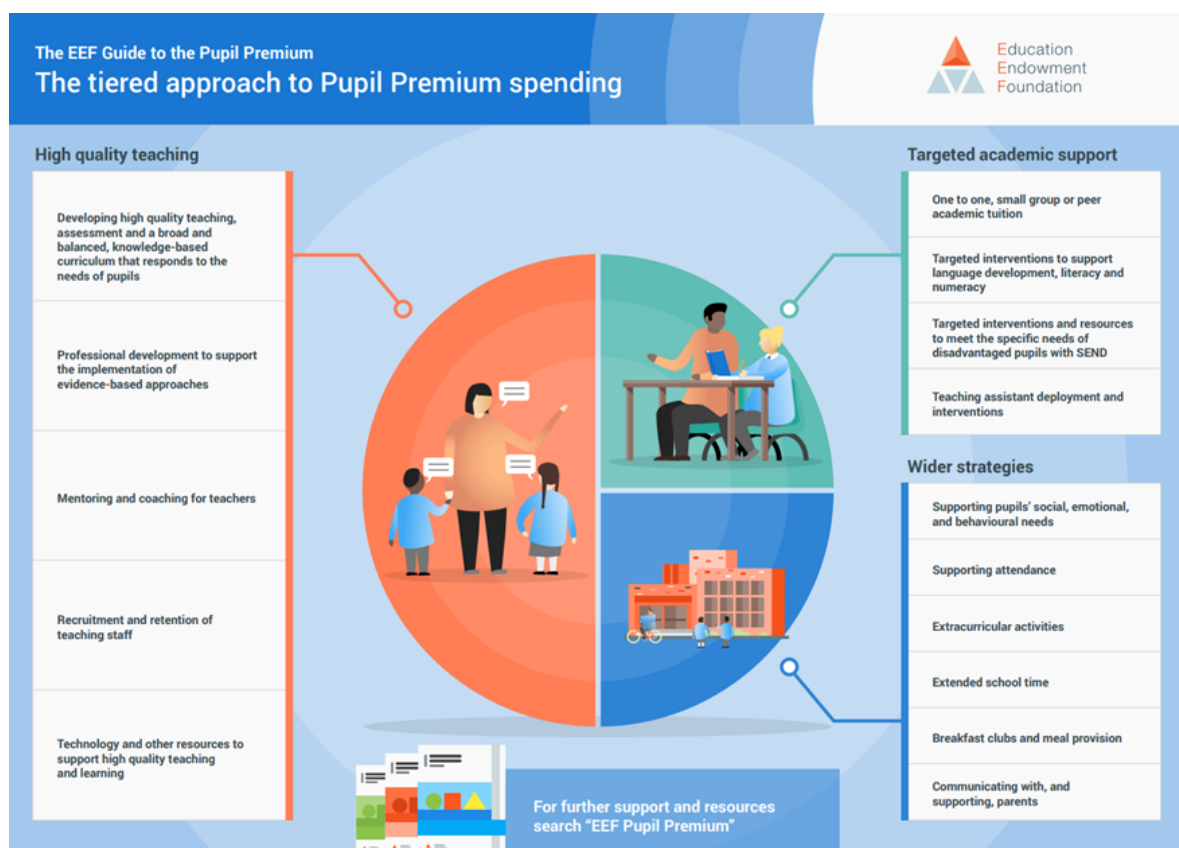 The EEF Guide to the Pupil Premium
The tiered approach to Pupil Premium spending
Education
Endowment
Foundation
High quality teaching
Developing high quality teaching,
assessment and a broad and
balanced, knowledge-based
curriculum that responds to the
needs of pupils
Professional development to support
the implementation of
evidence-based approaches
Mentoring and coaching for teachers
Recruitment and retention of
teaching staff
Technology and other resources to
support high quality teaching
and learning
Targeted academic support
One to one, small group or peer
academic tuition
Targeted interventions to support
language development, literacy and
numeracy
Targeted interventions and resources
to meet the specific needs of
disadvantaged pupils with SEND
Teaching assistant deployment and
interventions
Wider strategies
Supporting pupils’ social, emotional,
and behavioural needs
Supporting attendance
Extracurricular activities
Extended school time
Breakfast clubs and meal provision
Communicating with, and
supporting, parents
For further support and resources
search “EEF Pupil Premium”